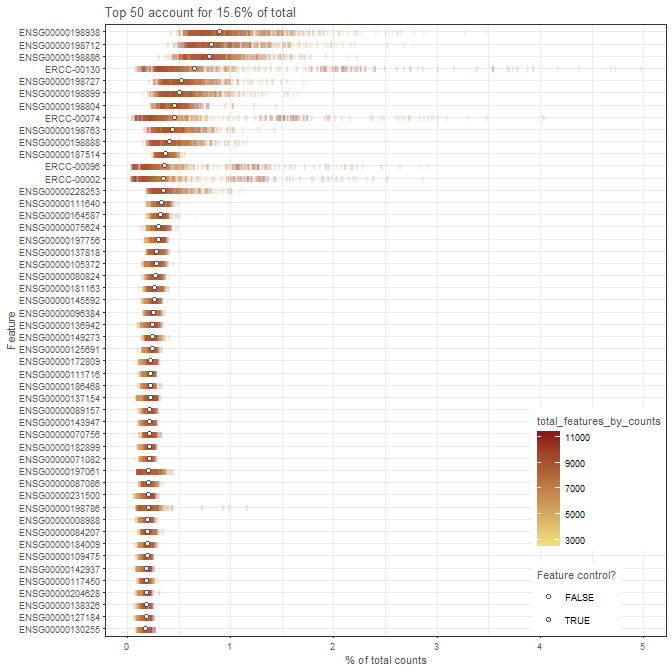 Top 50 account for 15.6% of total
ENSG00000198938
ENSG00000198712
ENSG00000198886
ERCC-00130
ENSG00000198727
ENSG00000198899
ENSG00000198804
ERCC-00074
ENSG00000198763
ENSG00000198888
ENSG00000187514
ERCC-00096
ERCC-00002
ENSG00000228253
ENSG00000111640
ENSG00000164587
ENSG00000075624
ENSG00000197756
ENSG00000137818
ENSG00000105372
ENSG00000080824
ENSG00000181163
ENSG00000145592
ENSG00000096384
ENSG00000136942
ENSG00000149273
ENSG00000125691
ENSG00000172809
ENSG00000111716
ENSG00000186468
ENSG00000137154
ENSG00000089157
ENSG00000143947
ENSG00000070756
ENSG00000182899
ENSG00000071082
ENSG00000197061
ENSG00000087086
ENSG00000231500
ENSG00000198786
ENSG00000008988
ENSG00000084207
ENSG00000184009
ENSG00000109475
ENSG00000142937
ENSG00000117450
ENSG00000204628
ENSG00000138326
ENSG00000127184
ENSG00000130255
Feature
0 1 2 3 4 5
% of total counts
total_features_by_counts
11000
9000
7000
5000
3000
Feature control?
FALSE
TRUE